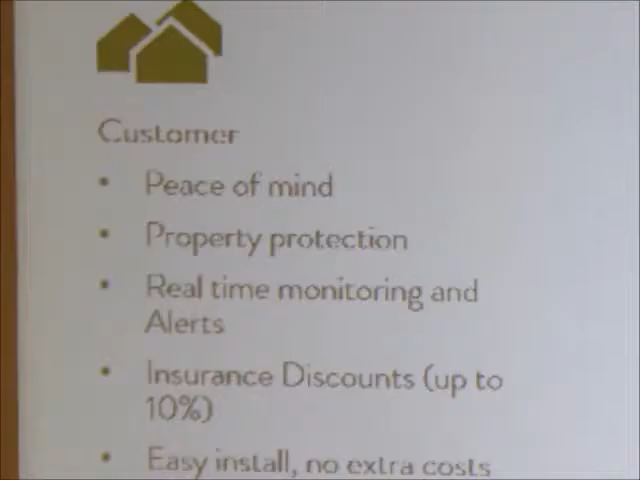 Customer
• Peace of mind
• Property protection
• Real time monitoring and
Alerts
• Insurance Discounts (up to
10%)
• Easy install, no extra costs